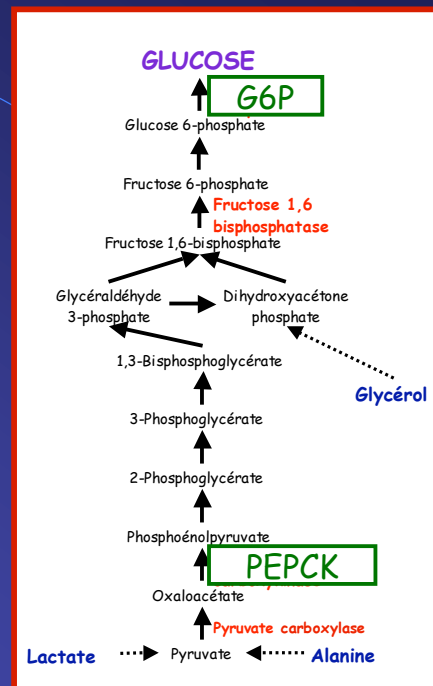 GLUCOSE
G6P
Glucose 6-phosphate
Fructose 6-phosphate
Fructose 1,6
bisphosphatase
Fructose 1,6-bisphosphate
Glycéraldéhyde
3-phosphate
Dihydroxyacétone
phosphate
1,3-Bisphosphoglycérate
Glycérol
3-Phosphoglycérate
2-Phosphoglycérate
Phosphoénolpyruvate
PEPCK
Oxaloacétate
Pyruvate carboxylase
Lactate
Pyruvate
Alanine